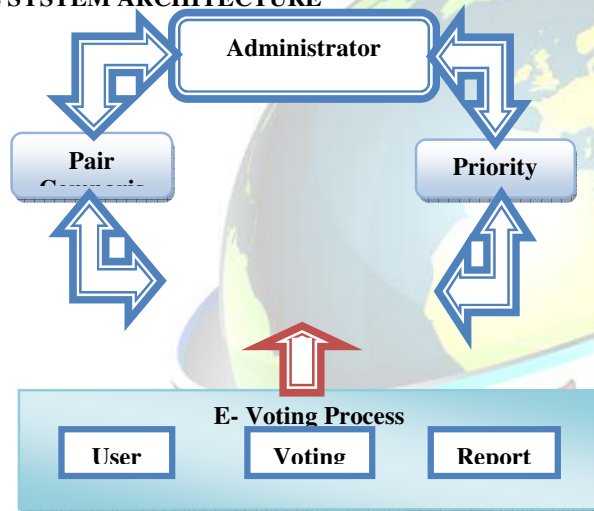 SYSTEM ARCHITECTURE
Administrator
Pair
Priority
E- Voting Process
User
Voting
Report